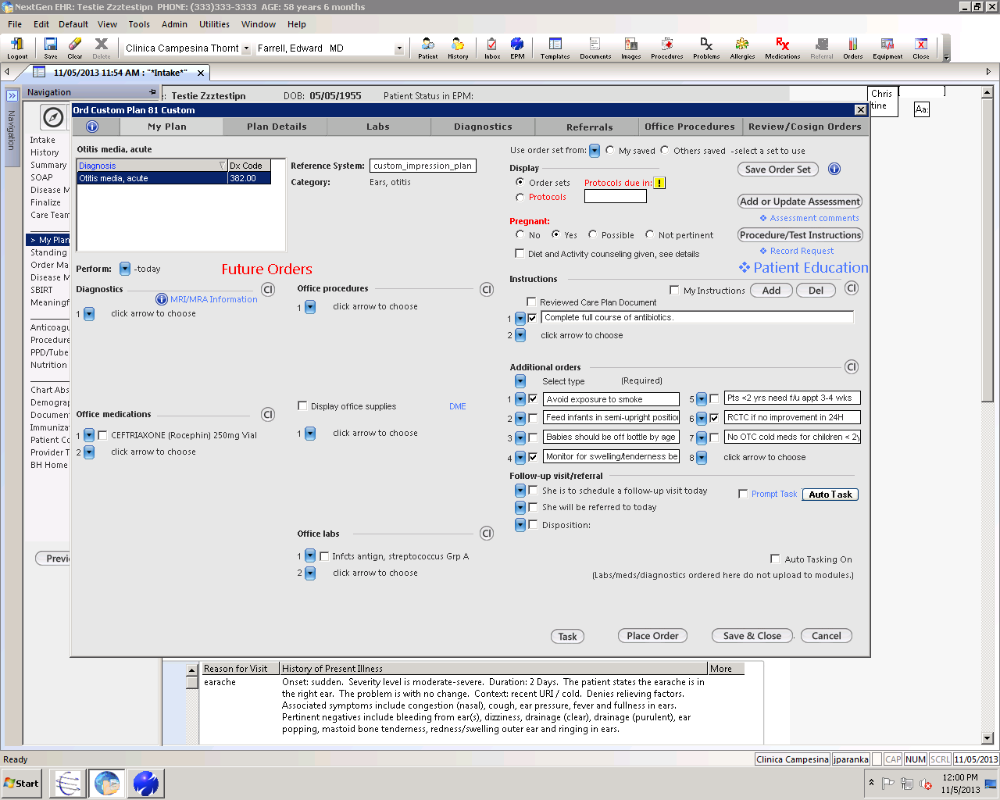 NextGen EHR: Testie Zzztestipn PHONE: (333)333-3333 AGE: 58 years 6 months
File Edit Default View Tools Admin Utilities Window Help
Logout Save Clear Delete Clinica Campesina Thornt Farrell, Edward MD Patient History Inbox EPM Templates Documents Images Procedures Problems Allergies Medications Referral Orders Equipment Close
11/05/2013 11:54 AM : "*Intake*"
Navigation
Navigation
: Testie Zzztestipn DOB: 05/05/1955 Patient Status in EPM:
Chris
tine
Aa:
Intake
History
Summary
SOAP
Disease M
Finalize
Care Team
> My Plan
Standing
Order Ma
Disease M
SBIRT
Meaningf
Anticoagu
Procedure
PPD/Tube
Nutrition
Chart Abs
Demograp
Document
Immunizat
Patient Co
Provider T
BH Home
Previ
Ord Custom Plan 81 Custom
My Plan Plan Details Labs Diagnostics Referrals Office Procedures Review/Cosign Orders
Otitis media, acute
Diagnosis Dx Code
Otitis media, acute 382.00
Reference System: custom_impression_plan
Category: Ears, otitis
Perform: -today
Future Orders
Diagnostics CI
MRI/MRA Information
1 click arrow to choose
Office procedures CI
1 click arrow to choose
Office medications CI
1 CEFTRIAXONE (Rocephin) 250mg Vial
2 click arrow to choose
Display office supplies DME
1 click arrow to choose
Office labs CI
1 Infcts antign, streptococcus Grp A
2 click arrow to choose
Use order set from: My saved Others saved -select a set to use
Display
Order sets Protocols due in: !
Protocols
Save Order Set
Add or Update Assessment
Assessment comments
Procedure/Test Instructions
Record Request
Patient Education
Pregnant:
No Yes Possible Not pertinent
Diet and Activity counseling given, see details
Instructions My Instructions Add Del CI
Reviewed Care Plan Document
1 Complete full course of antibiotics.
2 click arrow to choose
Additional orders CI
Select type (Required)
1 Avoid exposure to smoke 5 Pts <2 yrs need f/u appt 3-4 wks
2 Feed infants in semi-upright position 6 RCTC if no improvement in 24H
3 Babies should be off bottle by age 7 No OTC cold meds for children < 2y
4 Monitor for swelling/tenderness be 8 click arrow to choose
Follow-up visit/referral
She is to schedule a follow-up visit today Prompt Task Auto Task
She will be referred to today
Disposition:
Auto Tasking On
(Labs/meds/diagnostics ordered here do not upload to modules.)
Task Place Order Save & Close . Cancel
Reason for Visit History of Present Illness More
earache Onset: sudden. Severity level is moderate-severe. Duration: 2 Days. The patient states the earache is in
the right ear. The problem is with no change. Context: recent URI / cold. Denies relieving factors.
Associated symptoms include congestion (nasal), cough, ear pressure, fever and fullness in ears.
Pertinent negatives include bleeding from ear(s), dizziness, drainage (clear), drainage (purulent), ear
popping, mastoid bone tenderness, redness/swelling outer ear and ringing in ears.
Ready Clinica Campesina jparanka CAP NUM SCRL 11/05/2013
Start 12:00 PM
11/5/2013